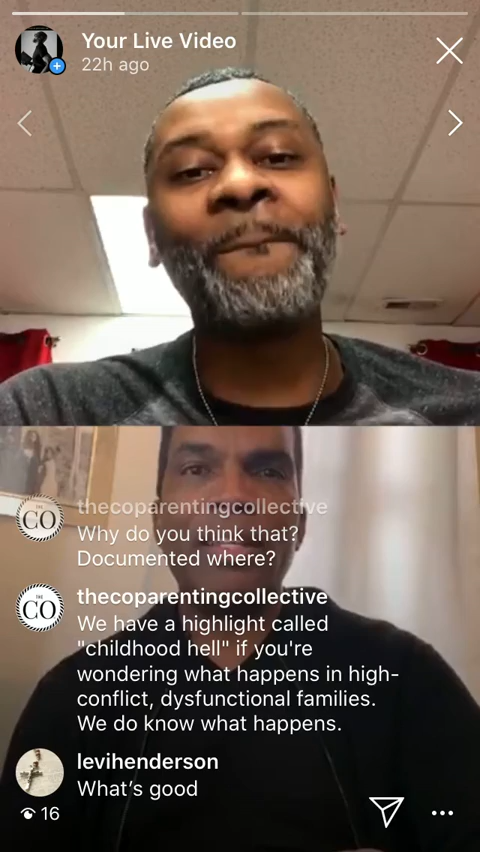 Your Live Video
22h ago
thecoparentingcollective
THE
CO
Why do you think that?
Documented where?
thecoparentingcollective
THE
CO
We have a highlight called
"childhood hell" if you're
wondering what happens in high-
conflict, dysfunctional families.
We do know what happens.
levihenderson
What’s good
16